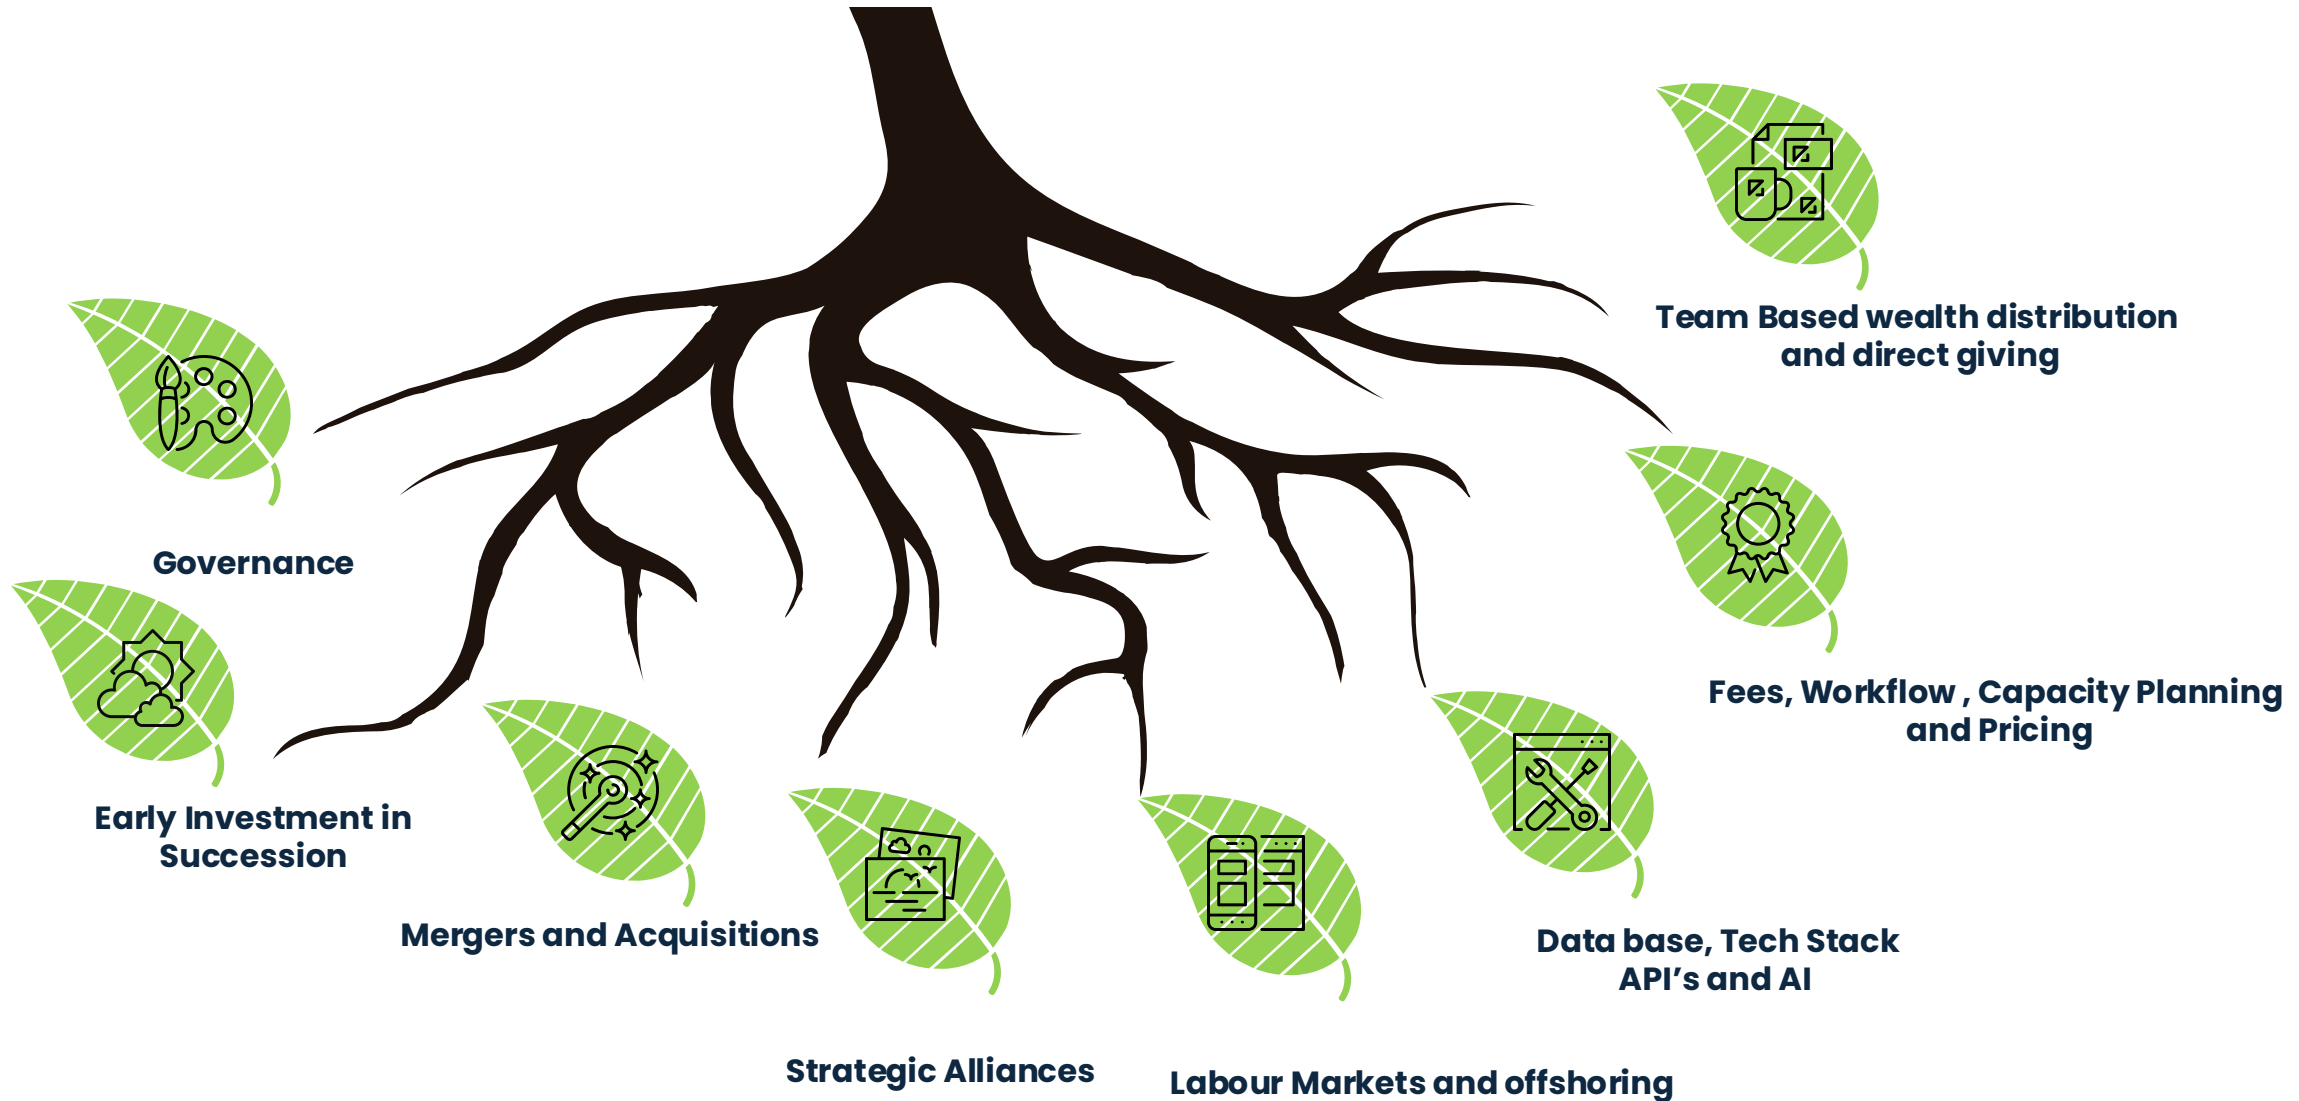 Team Based wealth distribution
and direct giving
Governance
Fees, Workflow , Capacity Planning
and Pricing
Early Investment in
Succession
Mergers and Acquisitions
Data base, Tech Stack
API’s and AI
Strategic Alliances
Labour Markets and offshoring